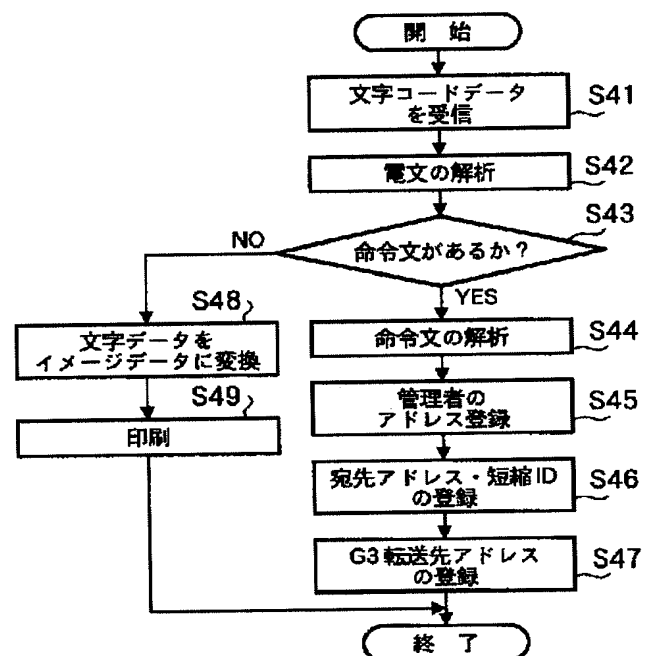 開 始
文字コードデータ
を受信
S41
電文の解析
S42
命令文があるか?
S43
NO
YES
命令文の解析
S44
管理者の
アドレス登録
S45
宛先アドレス・短縮ID
の登録
S46
G3転送先アドレス
の登録
S47
文字データを
イメージデータに変換
S48
印刷
S49
終 了